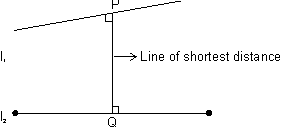 P
l₁
Line of shortest distance
l₂
Q